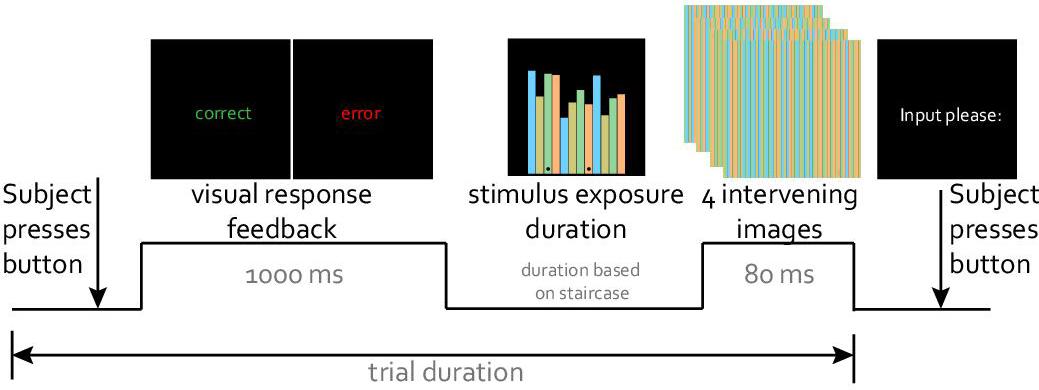 correct
error
Input please:
Subject
presses
button
visual response
feedback
1000 ms
stimulus exposure
duration
duration based
on staircase
4 intervening
images
80 ms
Subject
presses
button
trial duration